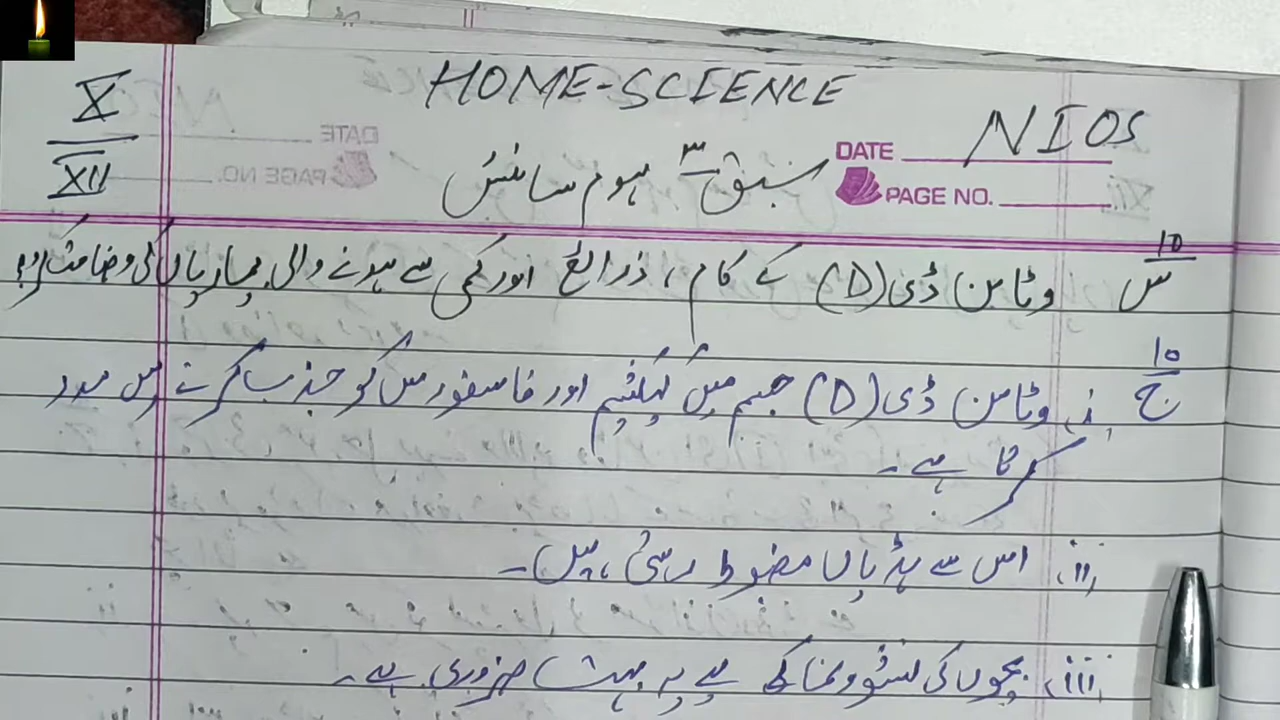 HOME-SCIENCE
X
XII
NIOS
DATE
PAGE NO.
سبق ۳ ہوم سائنس
س ۱۰ وٹامن ڈی (D) کے کام، ذرائع اور کمی سے ہونے والی بیماریاں کی وضاحت کرو؟
ج ۱۰ i, وٹامن ڈی (D) جسم میں کیلشیم اور فاسفورس کو جذب کرنے میں مدد
کرتا ہے۔
ii, اس سے ہڈیاں مضبوط رہتی ہیں۔
iii, بچوں کی نشوونما کے لیے یہ بہت ضروری ہے۔